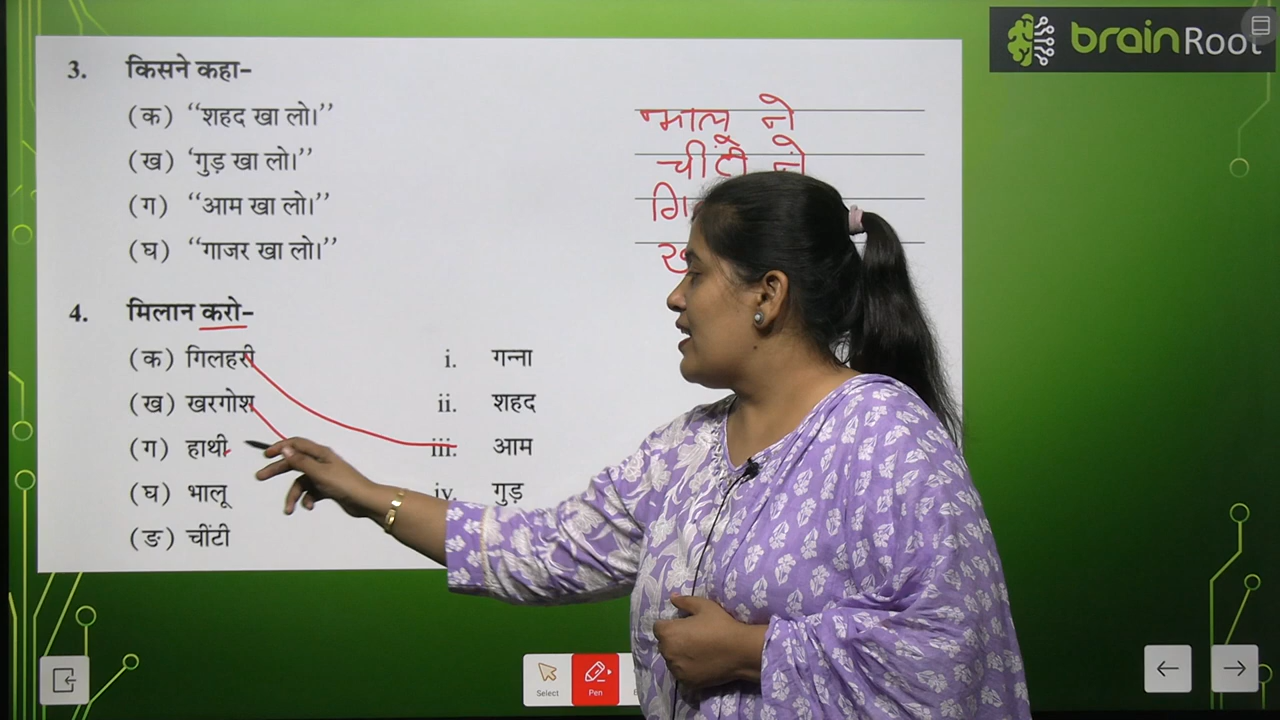 brainRoot
3. किसने कहा–
(क) “शहद खा लो।” भालू ने
(ख) ‘गुड़ खा लो।” चींटी ने
(ग) “आम खा लो।” गि
(घ) “गाजर खा लो।” ख
4. मिलान करो–
(क) गिलहरी i. गन्ना
(ख) खरगोश ii. शहद
(ग) हाथी iii. आम
(घ) भालू iv. गुड़
(ङ) चींटी
Select Pen